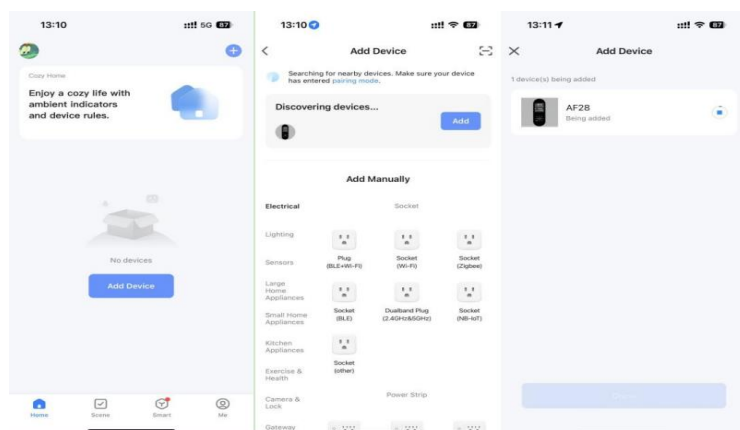 13:10
5G 87
Cozy Home
Enjoy a cozy life with
ambient indicators
and device rules.
No devices
Add Device
Home
Scene
Smart
Me
13:10
87
Add Device
Searching for nearby devices. Make sure your device
has entered pairing mode.
Discovering devices...
Add
Add Manually
Electrical
Lighting
Sensors
Large
Home
Appliances
Small Home
Appliances
Kitchen
Appliances
Exercise &
Health
Camera &
Lock
Gateway
Socket
Plug
(BLE+Wi-Fi)
Socket
(Wi-Fi)
Socket
(Zigbee)
Socket
(BLE)
Dualband Plug
(2.4GHz&5GHz)
Socket
(NB-IoT)
Socket
(other)
Power Strip
13:11
87
Add Device
1 device(s) being added
AF28
Being added